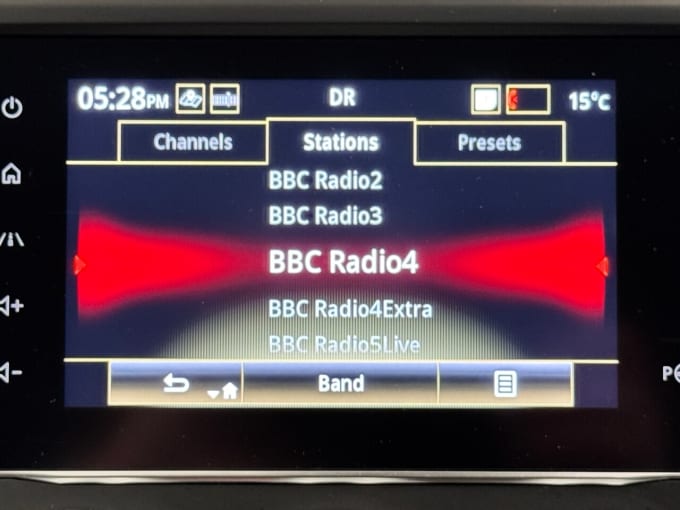 05:28PM DR 15°C
Channels Stations Presets
BBC Radio2
BBC Radio3
BBC Radio4
BBC Radio4Extra
BBC Radio5Live
Band